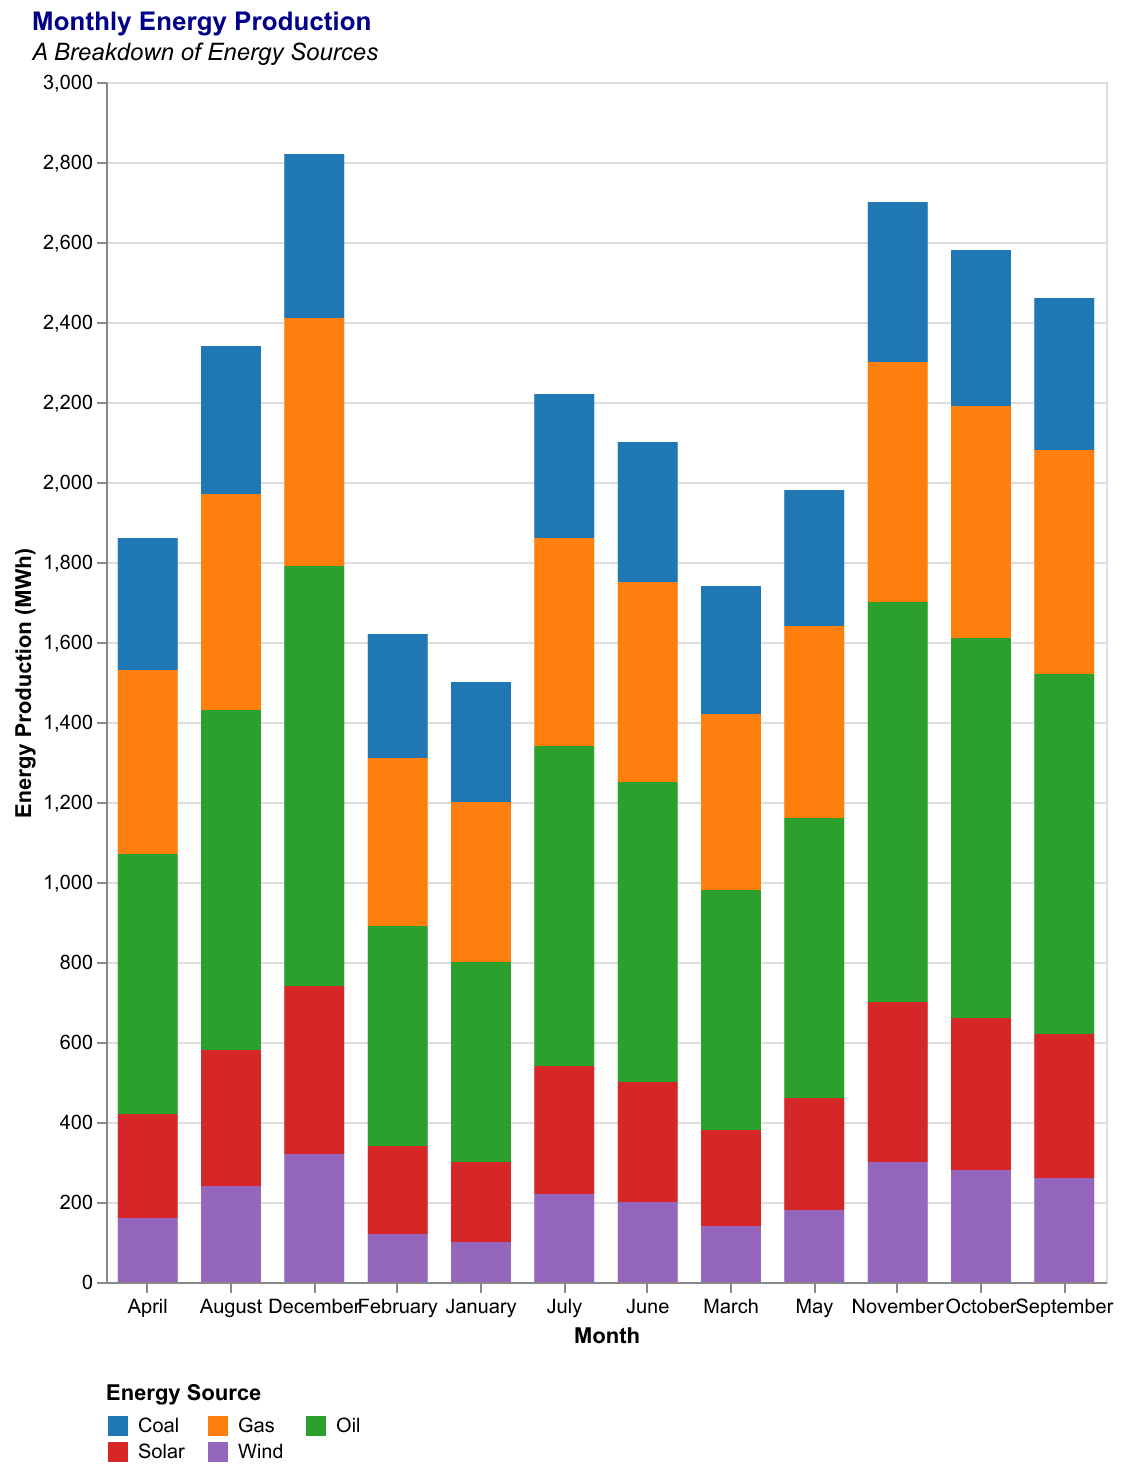 Monthly Energy Production
A Breakdown of Energy Sources
3,000
2,800
2,600
2,400
2,200
2,000
1,800
1,600
1,400
1,200
1,000
800
600
400
200
0
Energy Production (MWh)
April August December February January July June March May November October September
Month
Energy Source
Coal Gas Oil
Solar Wind